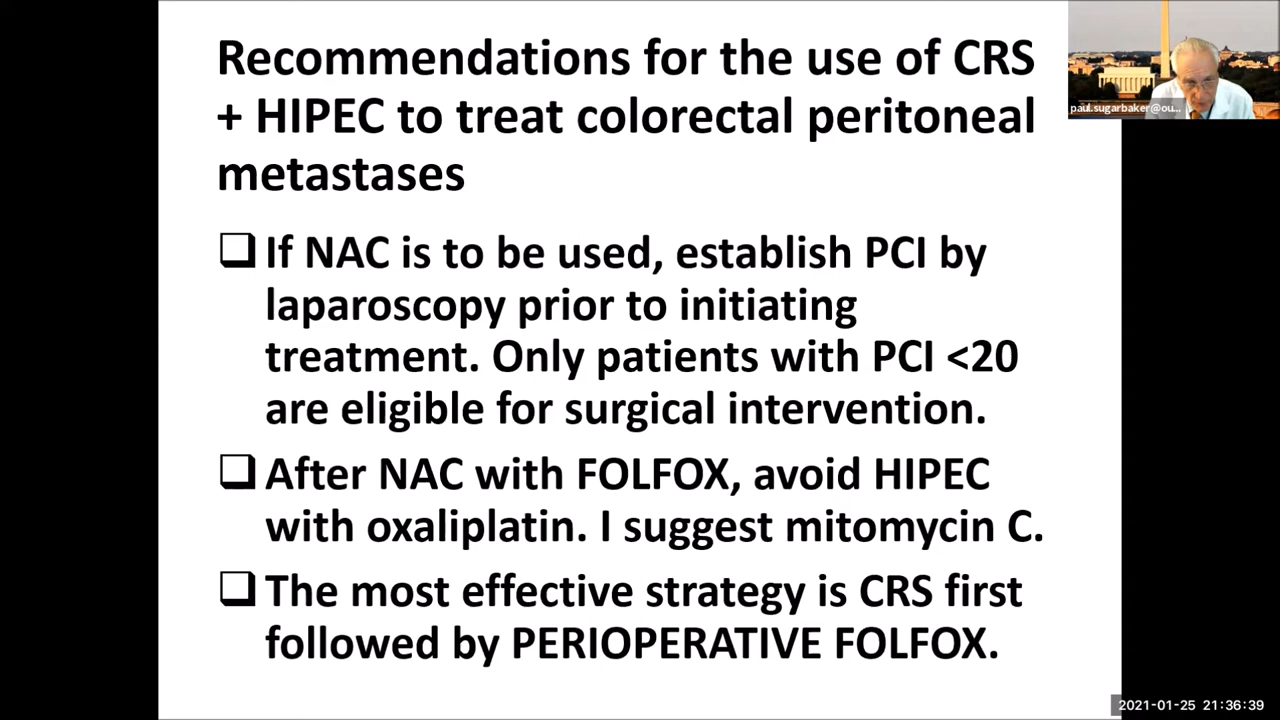 Recommendations for the use of CRS
+ HIPEC to treat colorectal peritoneal
metastases
If NAC is to be used, establish PCI by
laparoscopy prior to initiating
treatment. Only patients with PCI <20
are eligible for surgical intervention.
After NAC with FOLFOX, avoid HIPEC
with oxaliplatin. I suggest mitomycin C.
The most effective strategy is CRS first
followed by PERIOPERATIVE FOLFOX.
paul.sugarbaker@ou...
2021-01-25 21:36:39